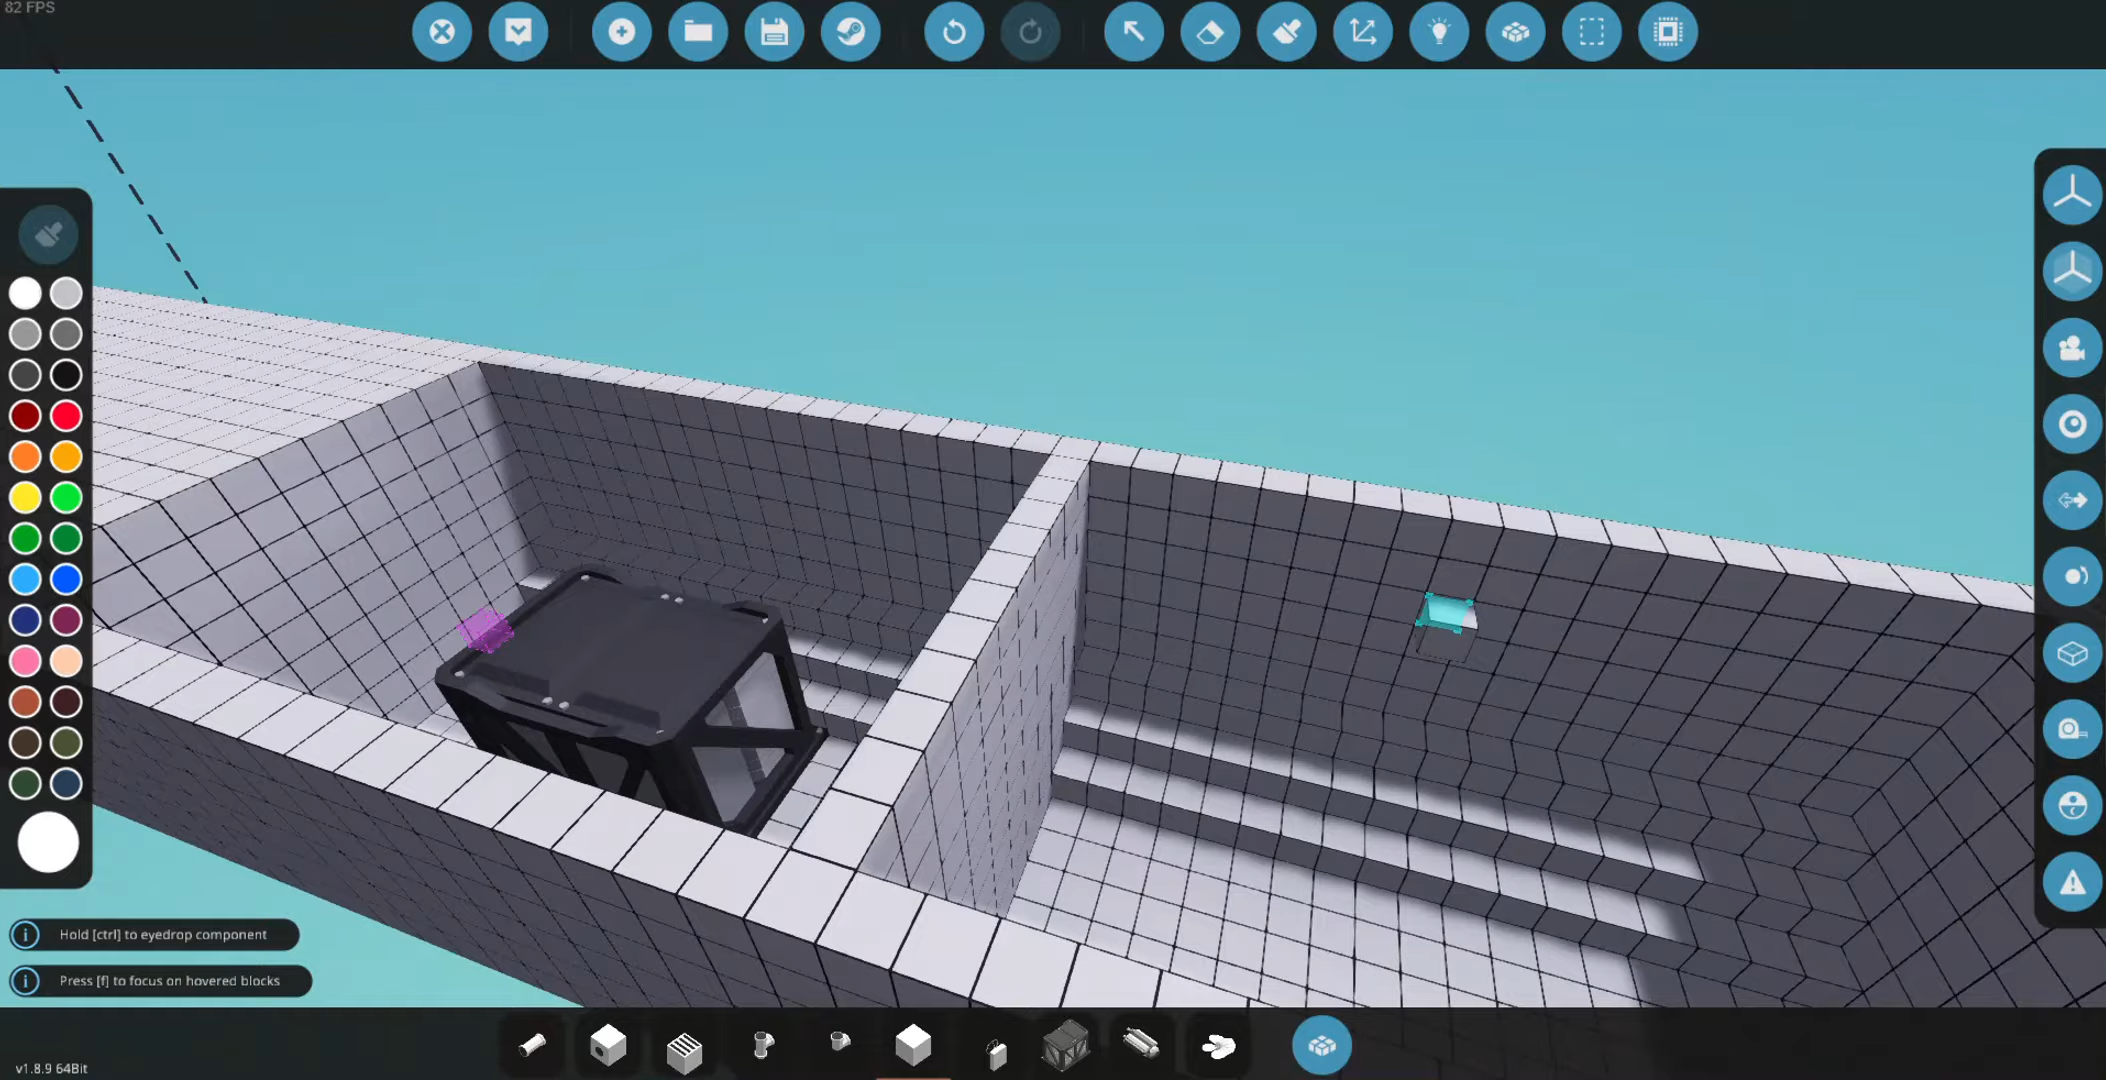 82 FPS
Hold [ctrl] to eyedrop component
Press [f] to focus on hovered blocks
v1.8.9 64Bit